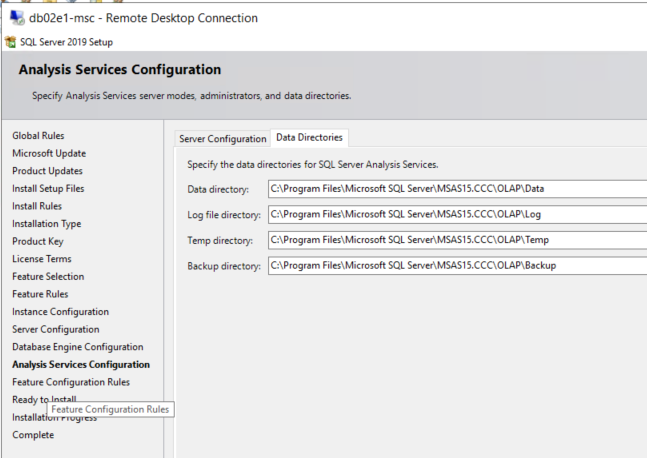 db02e1-msc - Remote Desktop Connection
SQL Server 2019 Setup
Analysis Services Configuration
Specify Analysis Services server modes, administrators, and data directories.
Global Rules
Microsoft Update
Product Updates
Install Setup Files
Install Rules
Installation Type
Product Key
License Terms
Feature Selection
Feature Rules
Instance Configuration
Server Configuration
Database Engine Configuration
Analysis Services Configuration
Feature Configuration Rules
Ready to Install
Feature Configuration Rules
Installation Progress
Complete
Server Configuration Data Directories
Specify the data directories for SQL Server Analysis Services.
Data directory: C:\Program Files\Microsoft SQL Server\MSAS15.CCC\OLAP\Data
Log file directory: C:\Program Files\Microsoft SQL Server\MSAS15.CCC\OLAP\Log
Temp directory: C:\Program Files\Microsoft SQL Server\MSAS15.CCC\OLAP\Temp
Backup directory: C:\Program Files\Microsoft SQL Server\MSAS15.CCC\OLAP\Backup